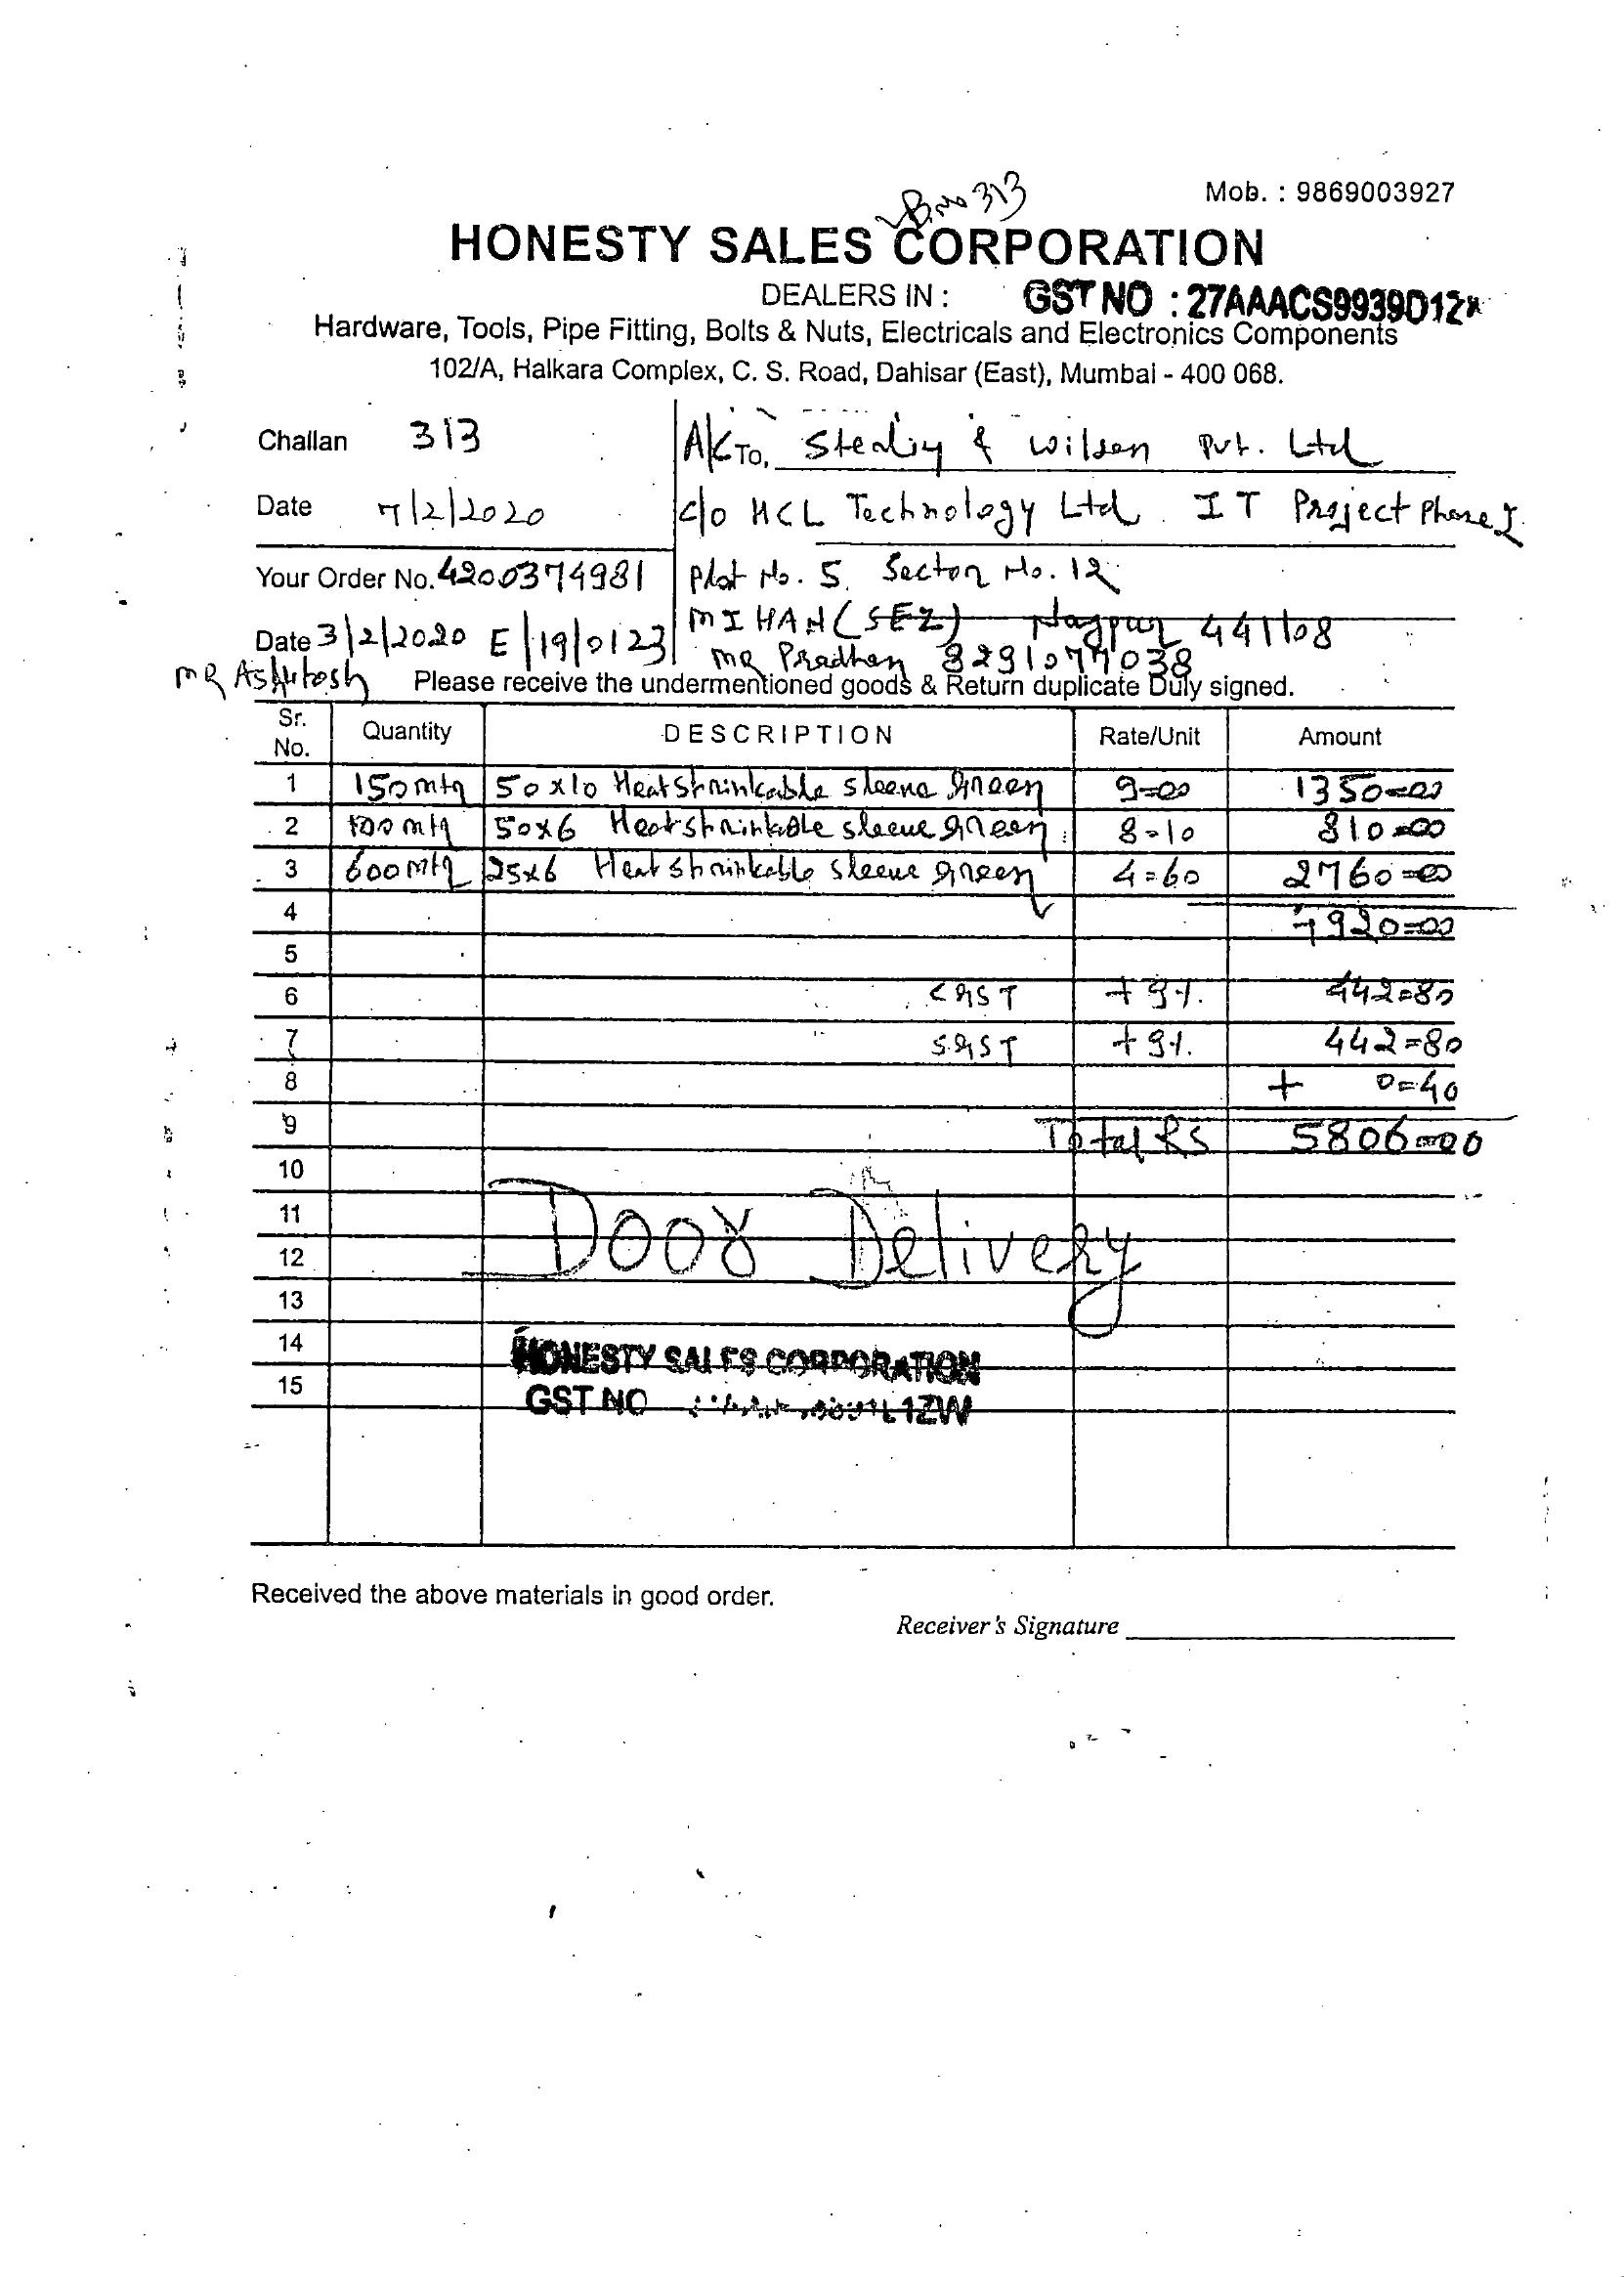 B.no 313
Mob. : 9869003927
HONESTY SALES CORPORATION
DEALERS IN :
GST NO : 27AAACS9939D1Z*
Hardware, Tools, Pipe Fitting, Bolts & Nuts, Electricals and Electronics Components
102/A, Halkara Complex, C. S. Road, Dahisar (East), Mumbai - 400 068.
Challan 313
A/C To, Sterling & Wilson Pvt. Ltd
Date 7/2/2020
C/o HCL Technology Ltd IT Project Phase I
Your Order No. 4200374981
Plot No. 5. Sector No. 12
Date 3/2/2020 E/19/0123
MIHAN (SEZ) Nagpur 441108
MR Ashutosh
MR Pradhan 8291077038
Please receive the undermentioned goods & Return duplicate Duly signed.
Sr. No. Quantity DESCRIPTION Rate/Unit Amount
1 150 mtr 50x10 Heatshrinkable sleeve Green 9=00 1350=00
2 100 mtr 50x6 Heatshrinkable sleeve Green 8=10 810=00
3 600 mtr 25x6 Heatshrinkable sleeve Green 4=60 2760=00
4 4920=00
5
6 CGST +9% 442=80
7 SGST +9% 442=80
8 + 0=40
9 Total Rs 5806=00
10
11
Door Delivery
12
13
14
HONESTY SALES CORPORATION
15
GST NO 1ZW
Received the above materials in good order.
Receiver's Signature